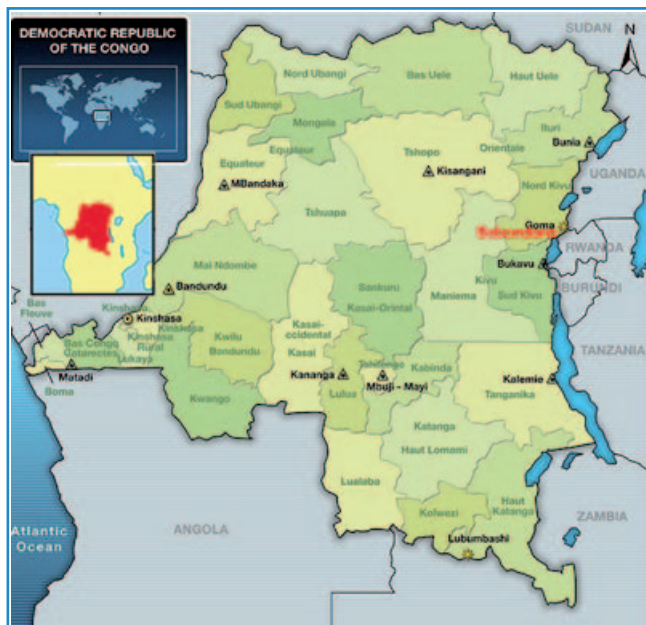 DEMOCRATIC REPUBLIC
OF THE CONGO
SUDAN
N
Nord Ubangi
Bas Uele
Haut Uele
Sud Ubangi
Mongala
Equateur
Ituri
Bunia
Orientale
Tshopo
Equateur
Kisangani
MBandaka
UGANDA
Nord Kivu
Tshuapa
Goma
RWANDA
Bukavu
Mai-Ndombe
Kivu
Sankuru
Maniema
Sud Kivu
BURUNDI
Bandundu
Kasai-Orintal
Bas
Fleuve
Kinshasa
Kinshasa
Kinshasa
Kinshasa
Rural
Kasai-
ccidental
Kwilu
Bandundu
TANZANIA
Bas Congo
Cataractes
Lukaya
Kasai
Kabinda
Matadi
Kananga
Mbuji - Mayi
Kalemie
Boma
Lulua
Tanganika
Kwango
Katanga
Haut Lomami
Lualaba
Haut
Katanga
Kolwezi
ANGOLA
ZAMBIA
Atlantic
Ocean
Lubumbashi